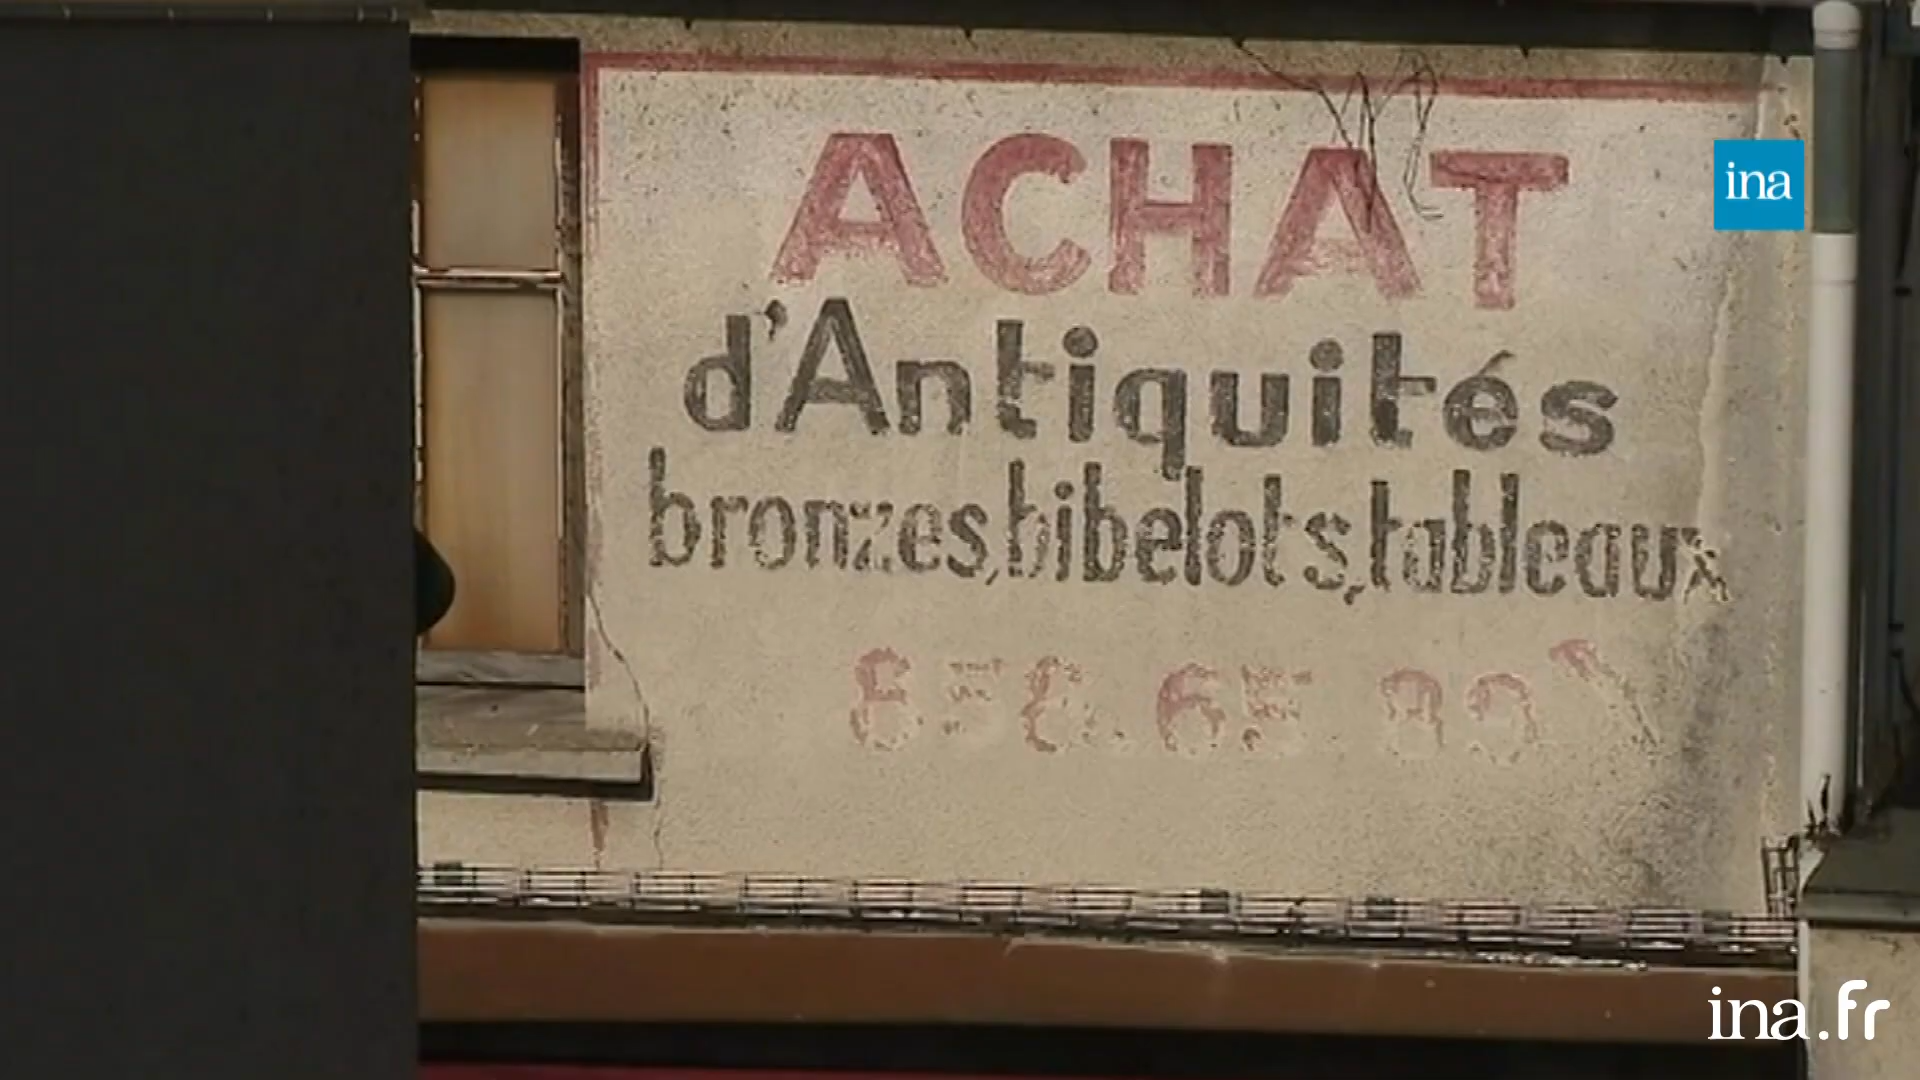 ACHAT
d'Antiquités
bronzes, bibelots, tableaux
ina
ina.fr